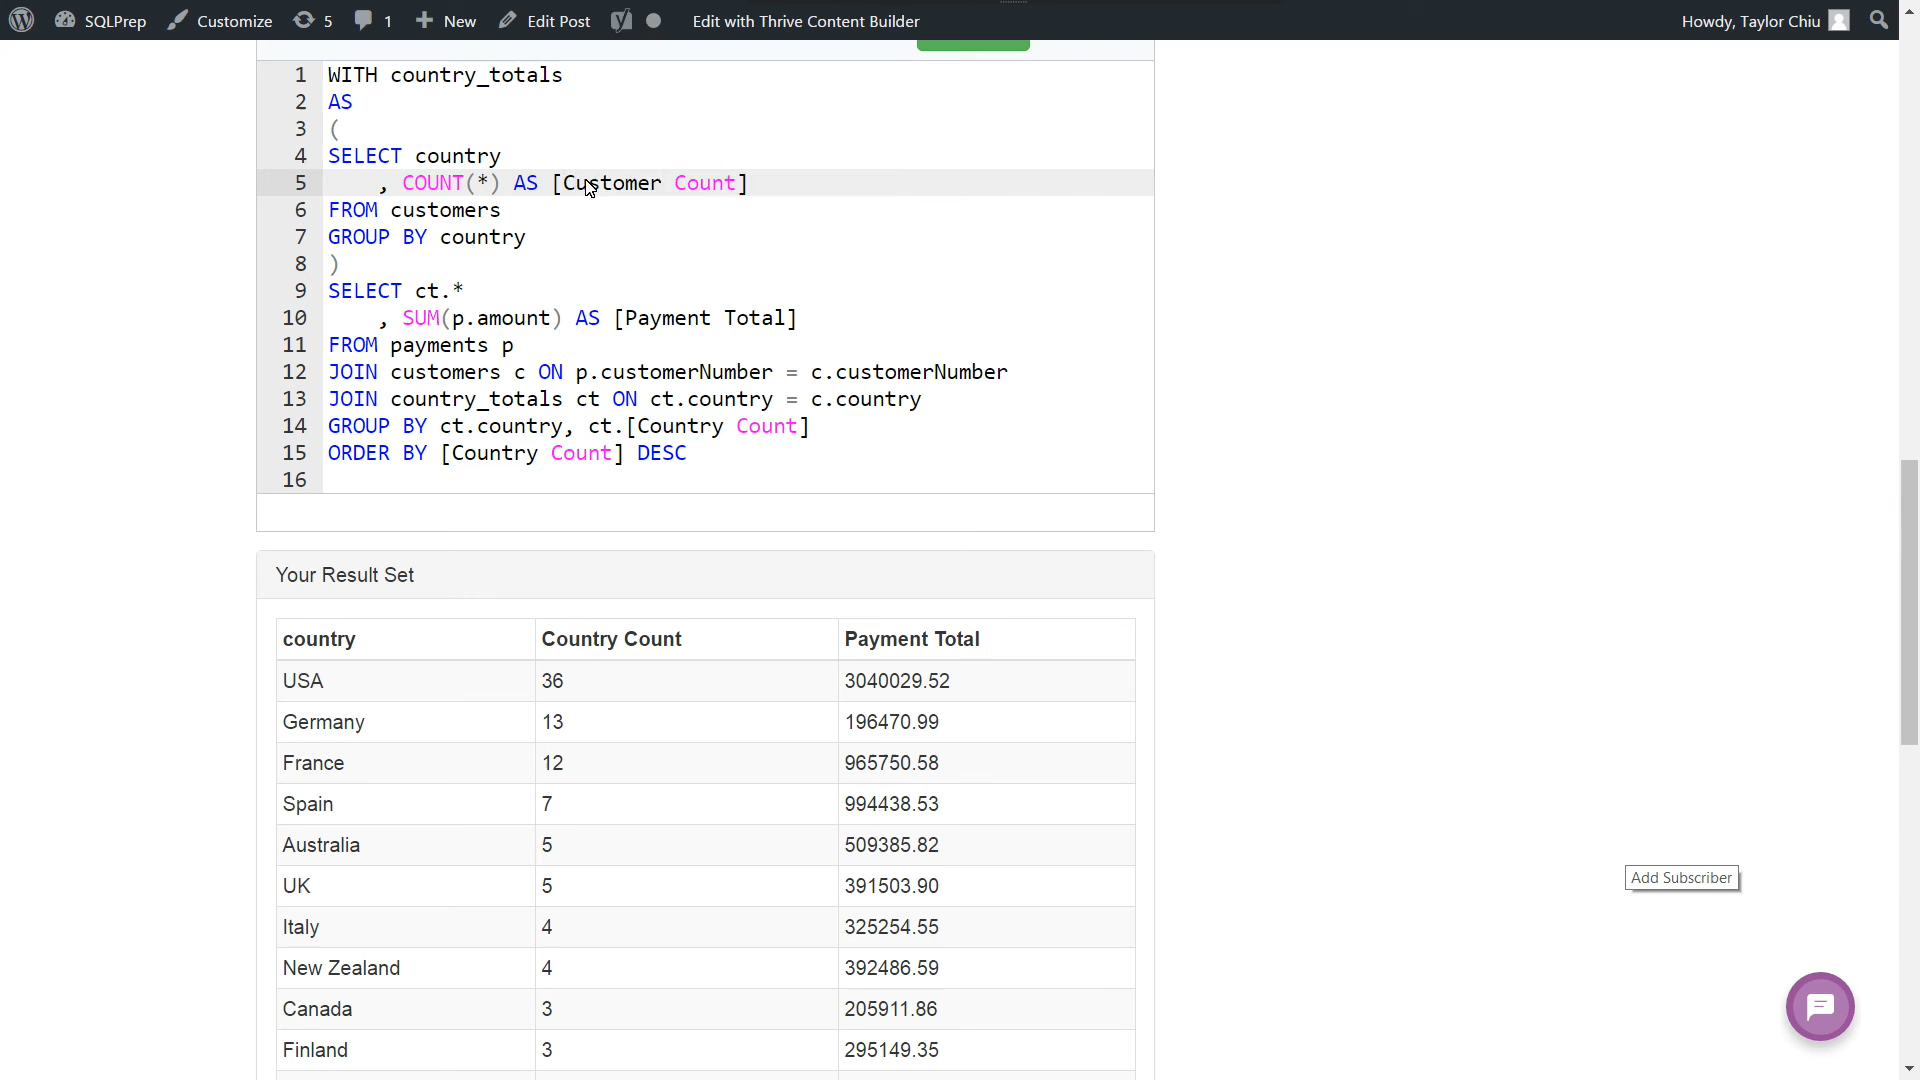 SQLPrep Customize 5 1 New Edit Post Edit with Thrive Content Builder Howdy, Taylor Chiu
1 WITH country_totals
2 AS
3 (
4 SELECT country
5 , COUNT(*) AS [Customer Count]
6 FROM customers
7 GROUP BY country
8 )
9 SELECT ct.*
10 , SUM(p.amount) AS [Payment Total]
11 FROM payments p
12 JOIN customers c ON p.customerNumber = c.customerNumber
13 JOIN country_totals ct ON ct.country = c.country
14 GROUP BY ct.country, ct.[Country Count]
15 ORDER BY [Country Count] DESC
16
Your Result Set
country Country Count Payment Total
USA 36 3040029.52
Germany 13 196470.99
France 12 965750.58
Spain 7 994438.53
Australia 5 509385.82
UK 5 391503.90
Add Subscriber
Italy 4 325254.55
New Zealand 4 392486.59
Canada 3 205911.86
Finland 3 295149.35